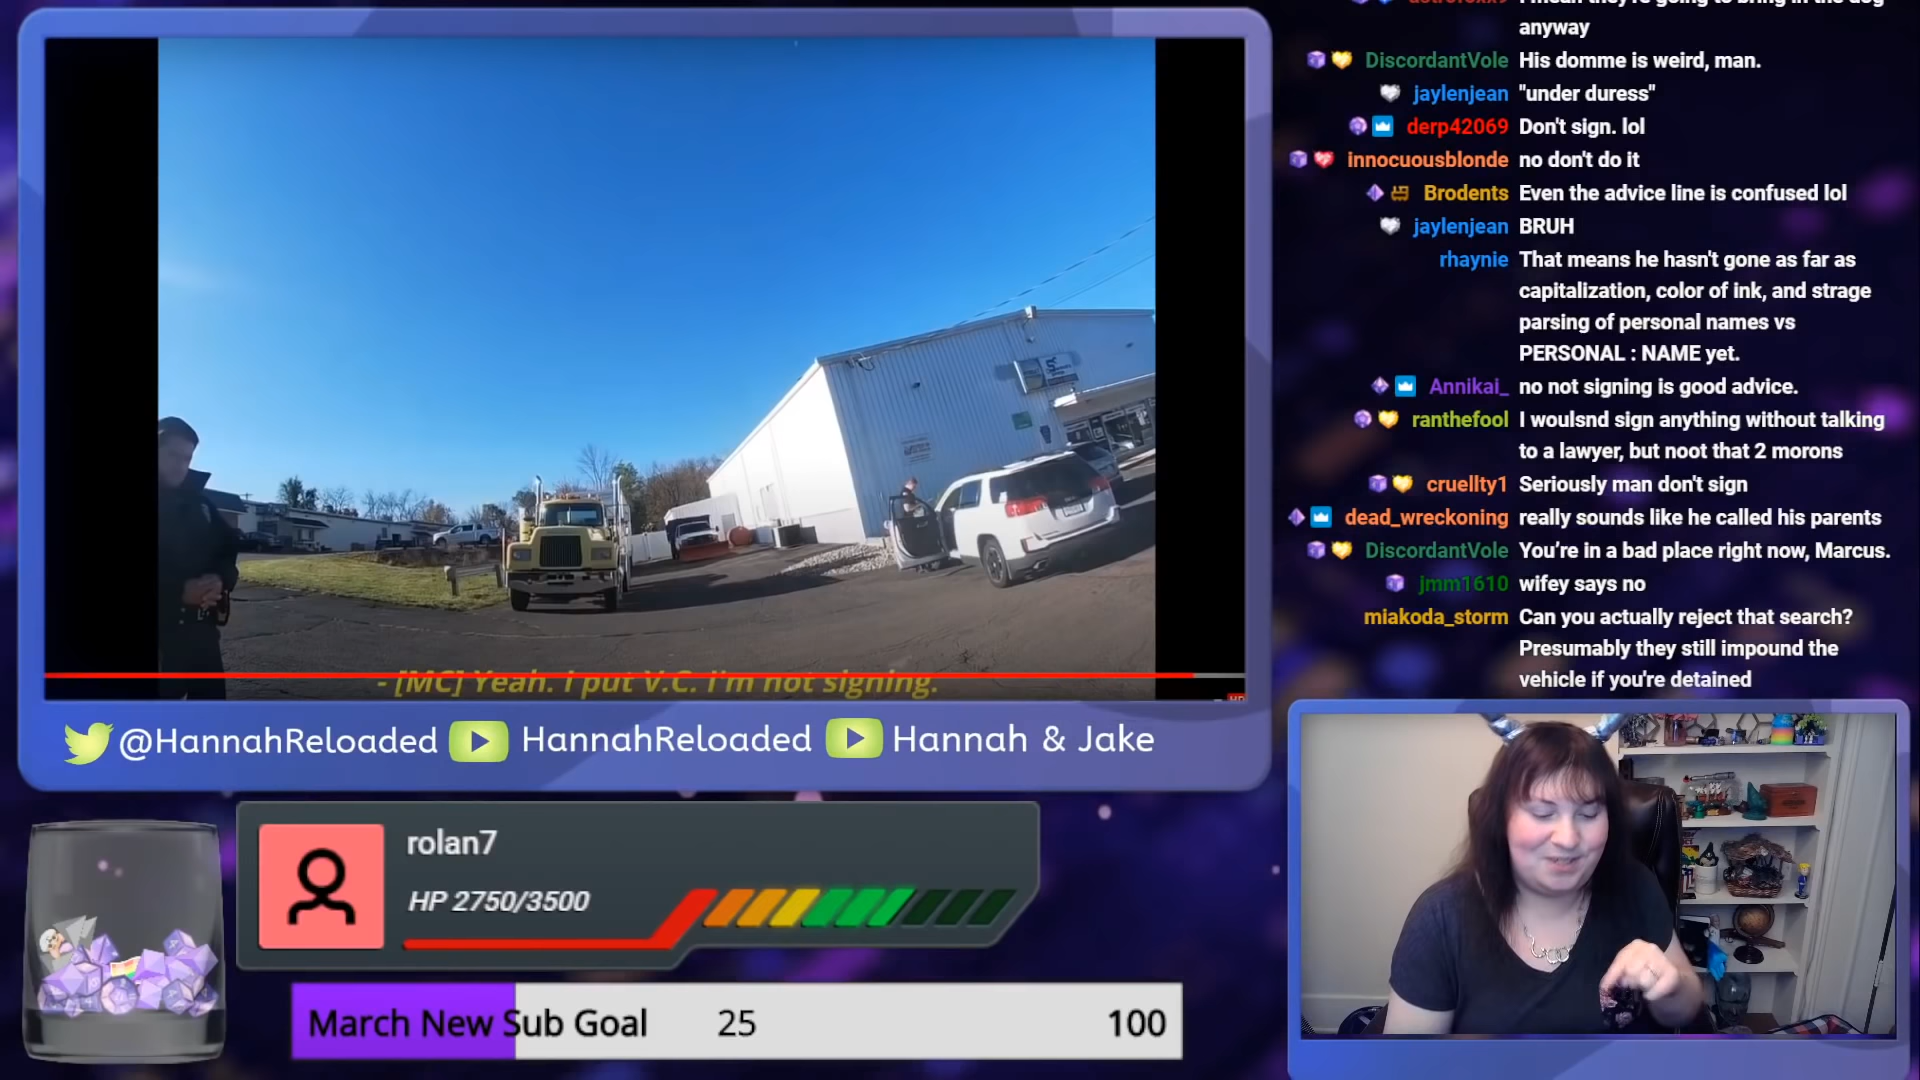 - [MC] Yeah. I put V.C. I'm not signing.
HD
@HannahReloaded HannahReloaded Hannah & Jake
rolan7
HP 2750/3500
March New Sub Goal 25 100
anyway
DiscordantVole His domme is weird, man.
jaylenjean "under duress"
derp42069 Don't sign. lol
innocuousblonde no don't do it
Brodents Even the advice line is confused lol
jaylenjean BRUH
rhaynie That means he hasn't gone as far as
capitalization, color of ink, and strage
parsing of personal names vs
PERSONAL : NAME yet.
Annikai_ no not signing is good advice.
ranthefool I woulsnd sign anything without talking
to a lawyer, but noot that 2 morons
cruellty1 Seriously man don't sign
dead_wreckoning really sounds like he called his parents
DiscordantVole You’re in a bad place right now, Marcus.
jmm1610 wifey says no
miakoda_storm Can you actually reject that search?
Presumably they still impound the
vehicle if you're detained